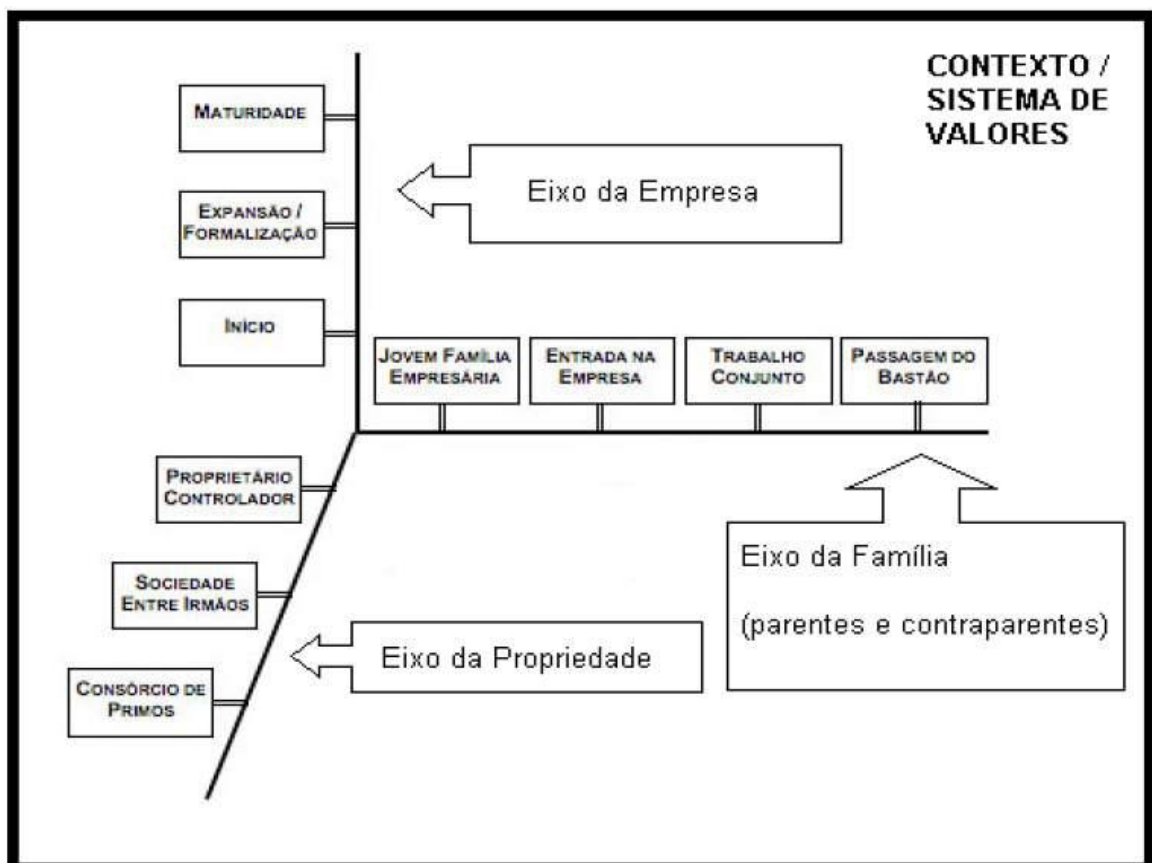 CONTEXTO /
SISTEMA DE
VALORES
MATURIDADE
Eixo da Empresa
EXPANSÃO /
FORMALIZAÇÃO
INÍCIO
JOVEM FAMÍLIA
EMPRESÁRIA
ENTRADA NA
EMPRESA
TRABALHO
CONJUNTO
PASSAGEM DO
BASTÃO
PROPRIETÁRIO
CONTROLADOR
Eixo da Família
(parentes e contraparentes)
SOCIEDADE
ENTRE IRMÃOS
Eixo da Propriedade
CONSÓRCIO DE
PRIMOS